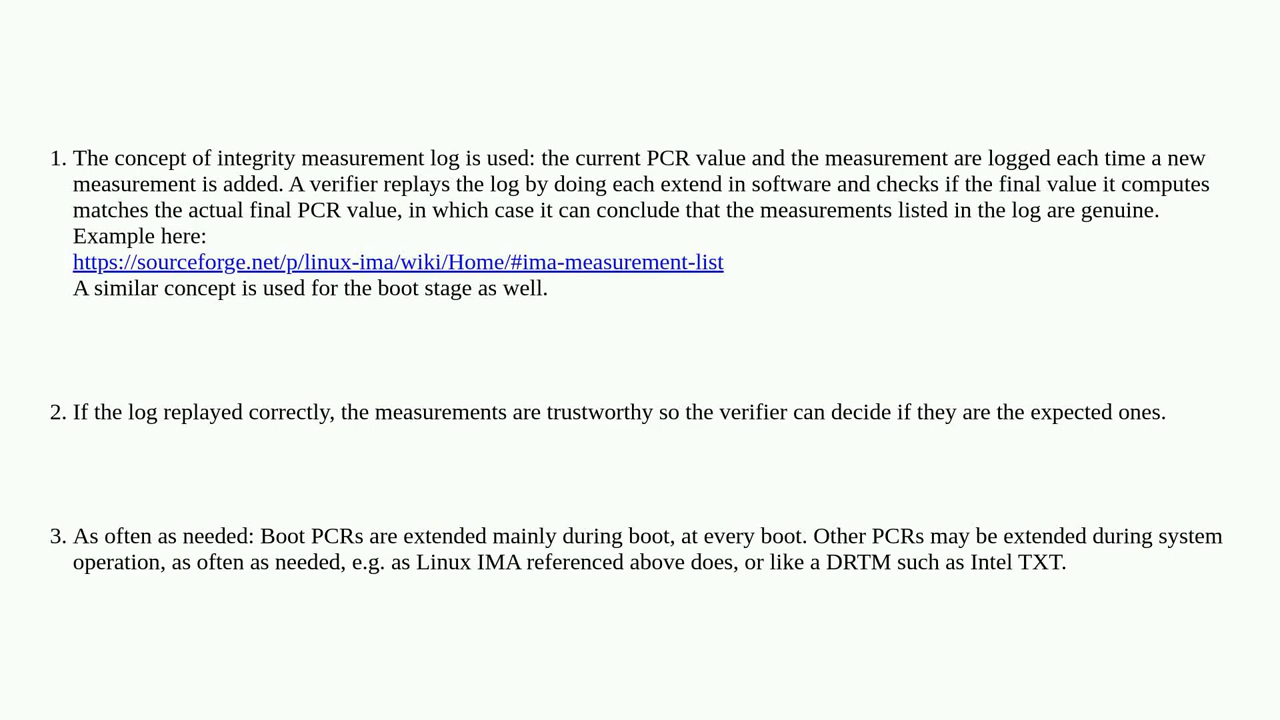 1. The concept of integrity measurement log is used: the current PCR value and the measurement are logged each time a new
measurement is added. A verifier replays the log by doing each extend in software and checks if the final value it computes
matches the actual final PCR value, in which case it can conclude that the measurements listed in the log are genuine.
Example here:
https://sourceforge.net/p/linux-ima/wiki/Home/#ima-measurement-list
A similar concept is used for the boot stage as well.
2. If the log replayed correctly, the measurements are trustworthy so the verifier can decide if they are the expected ones.
3. As often as needed: Boot PCRs are extended mainly during boot, at every boot. Other PCRs may be extended during system
operation, as often as needed, e.g. as Linux IMA referenced above does, or like a DRTM such as Intel TXT.